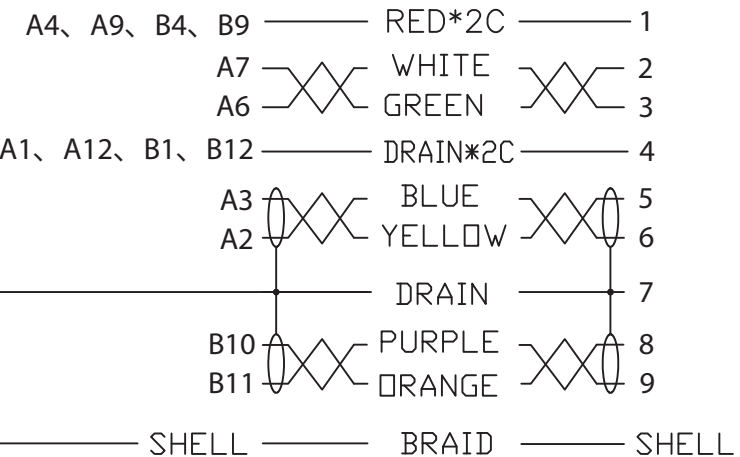 A4、A9、B4、B9 RED*2C 1
A7 WHITE 2
A6 GREEN 3
A1、A12、B1、B12 DRAIN*2C 4
A3 BLUE 5
A2 YELLOW 6
DRAIN 7
B10 PURPLE 8
B11 ORANGE 9
SHELL BRAID SHELL